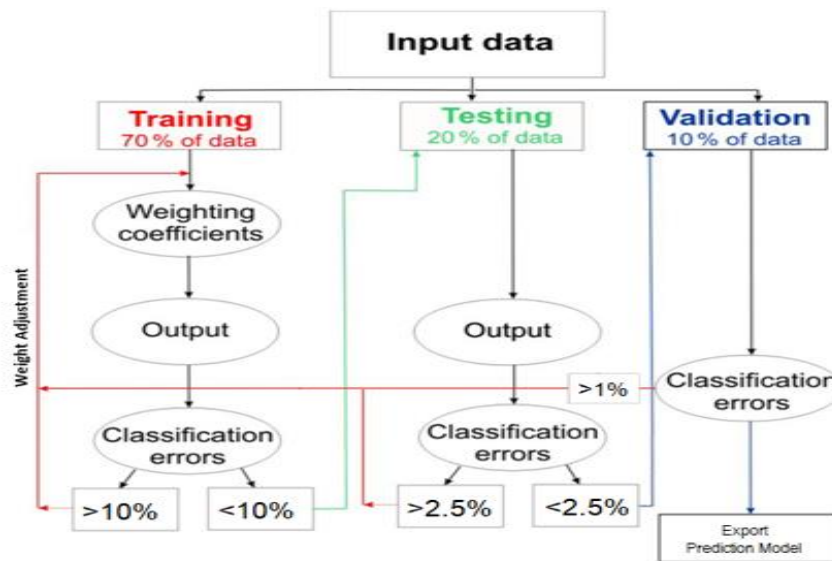 Input data
Training
70 % of data
Testing
20 % of data
Validation
10 % of data
Weighting
coefficients
Weight Adjustment
Output
Output
>1%
Classification
errors
Classification
errors
Classification
errors
>10%
<10%
>2.5%
<2.5%
Export
Prediction Model